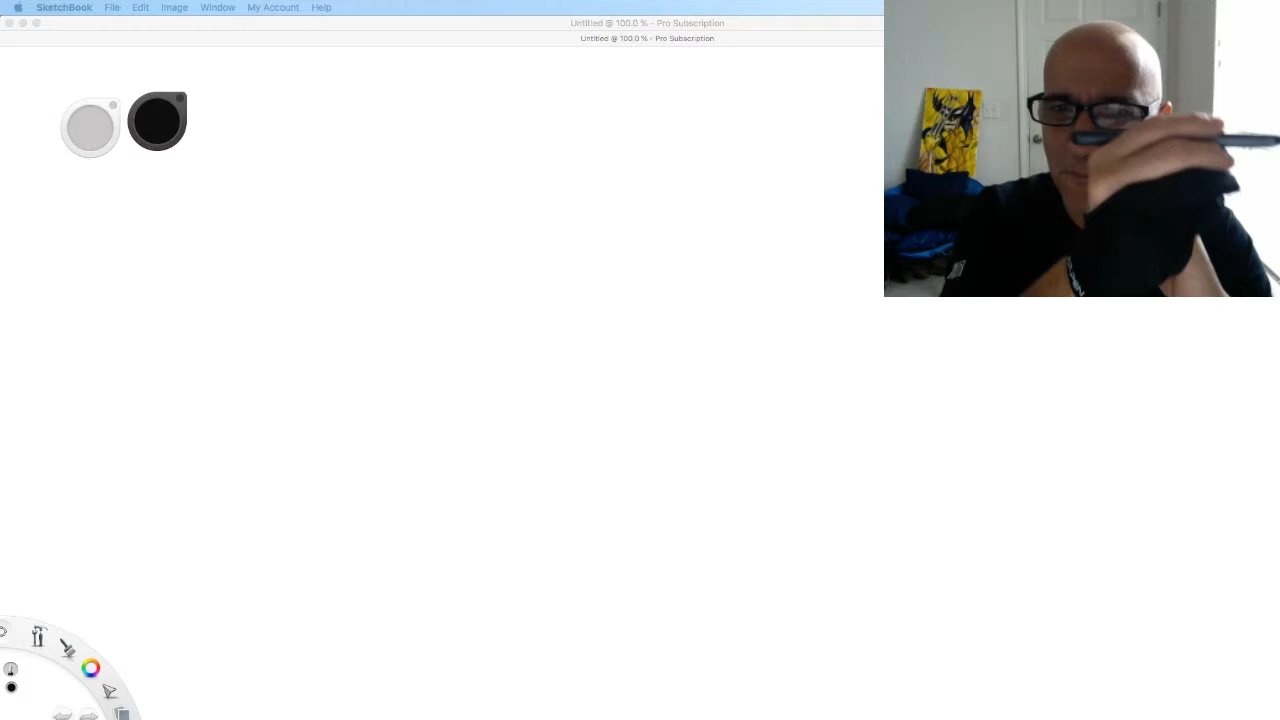 SketchBook File Edit Image Window My Account Help
Untitled @ 100.0 % - Pro Subscription
Untitled @ 100.0 % - Pro Subscription